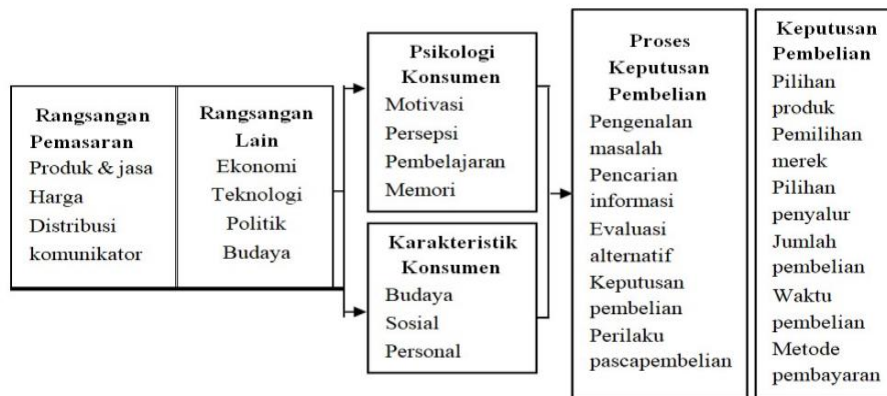 Rangsangan
Pemasaran
Produk & jasa
Harga
Distribusi
komunikator
Rangsangan
Lain
Ekonomi
Teknologi
Politik
Budaya
Psikologi
Konsumen
Motivasi
Persepsi
Pembelajaran
Memori
Karakteristik
Konsumen
Budaya
Sosial
Personal
Proses
Keputusan
Pembelian
Pengenalan
masalah
Pencarian
informasi
Evaluasi
alternatif
Keputusan
pembelian
Perilaku
pascapembelian
Keputusan
Pembelian
Pilihan
produk
Pemilihan
merek
Pilihan
penyalur
Jumlah
pembelian
Waktu
pembelian
Metode
pembayaran